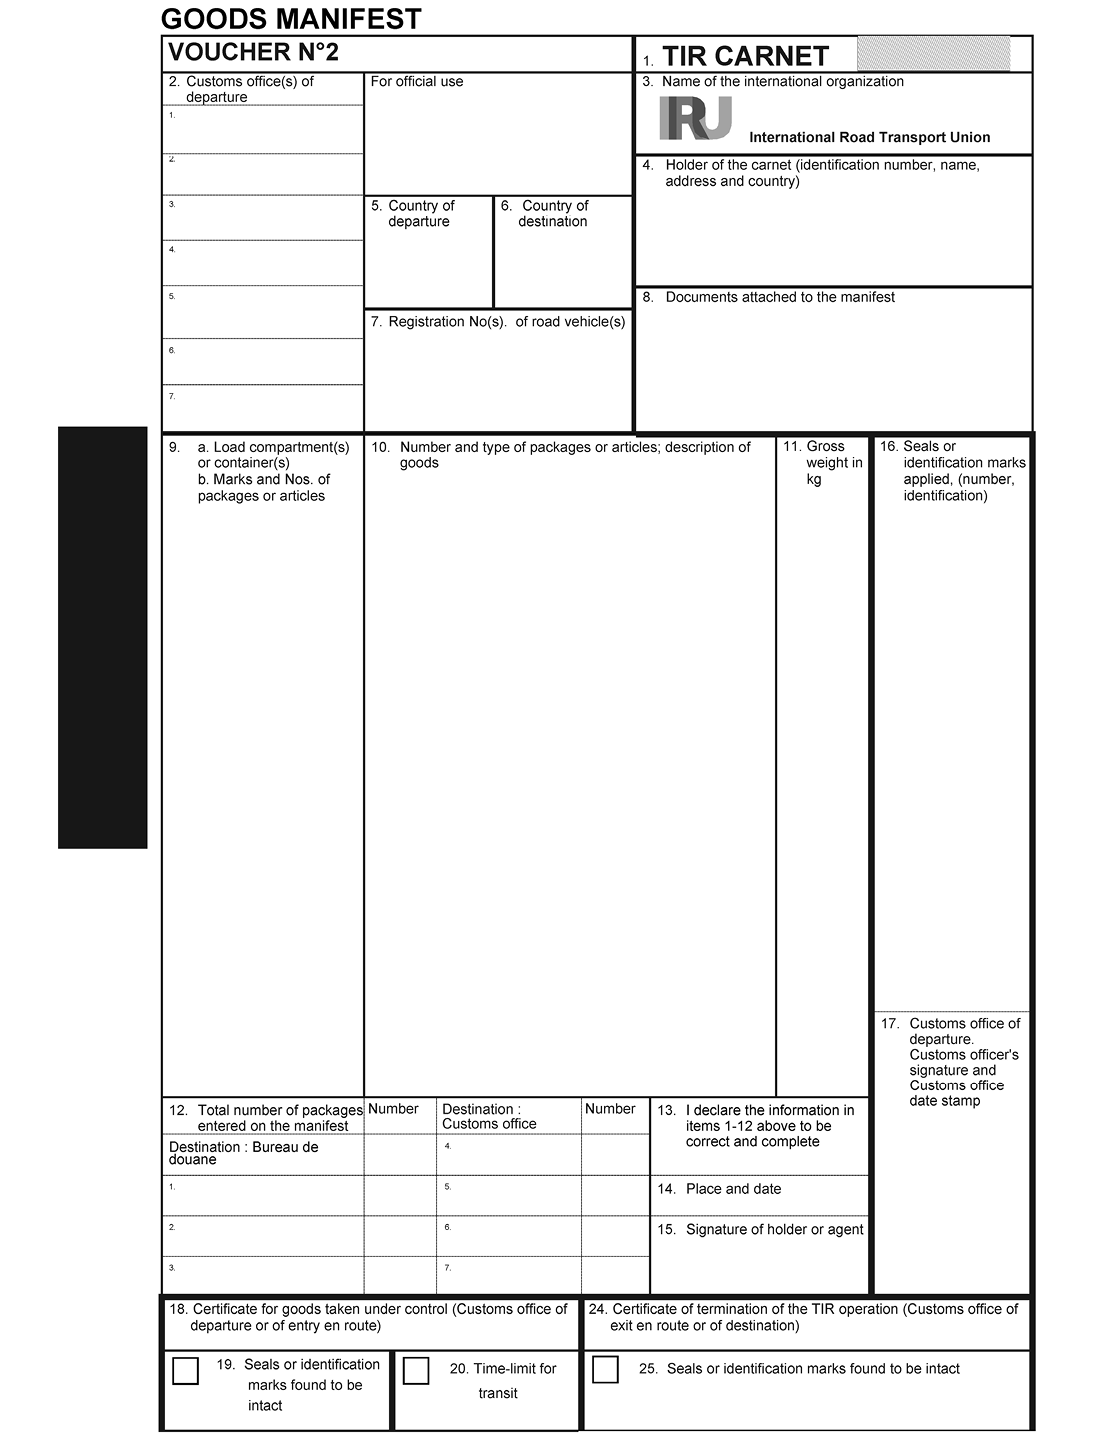 GOODS MANIFEST
VOUCHER N°2
1. TIR CARNET
2. Customs office(s) of
departure
1.
2.
3.
4.
5.
6.
7.
For official use
3. Name of the international organization
IRU
International Road Transport Union
4. Holder of the carnet (identification number, name,
address and country)
5. Country of
departure
6. Country of
destination
7. Registration No(s). of road vehicle(s)
8. Documents attached to the manifest
9. a. Load compartment(s)
or container(s)
b. Marks and Nos. of
packages or articles
10. Number and type of packages or articles; description of
goods
11. Gross
weight in
kg
16. Seals or
identification marks
applied, (number,
identification)
17. Customs office of
departure.
Customs officer's
signature and
Customs office
date stamp
12. Total number of packages
entered on the manifest
Number
Destination :
Customs office
Number
Destination : Bureau de
douane
4.
1.
5.
2.
6.
3.
7.
13. I declare the information in
items 1-12 above to be
correct and complete
14. Place and date
15. Signature of holder or agent
18. Certificate for goods taken under control (Customs office of
departure or of entry en route)
24. Certificate of termination of the TIR operation (Customs office of
exit en route or of destination)
19. Seals or identification
marks found to be
intact
20. Time-limit for
transit
25. Seals or identification marks found to be intact